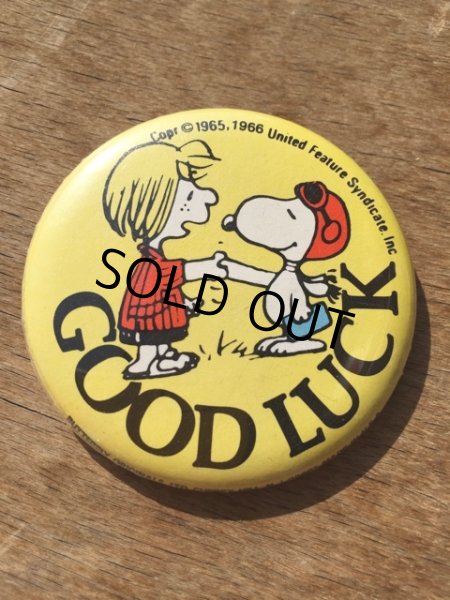 Copr © 1965, 1966 United Feature Syndicate, Inc
SOLD OUT
GOOD LUCK